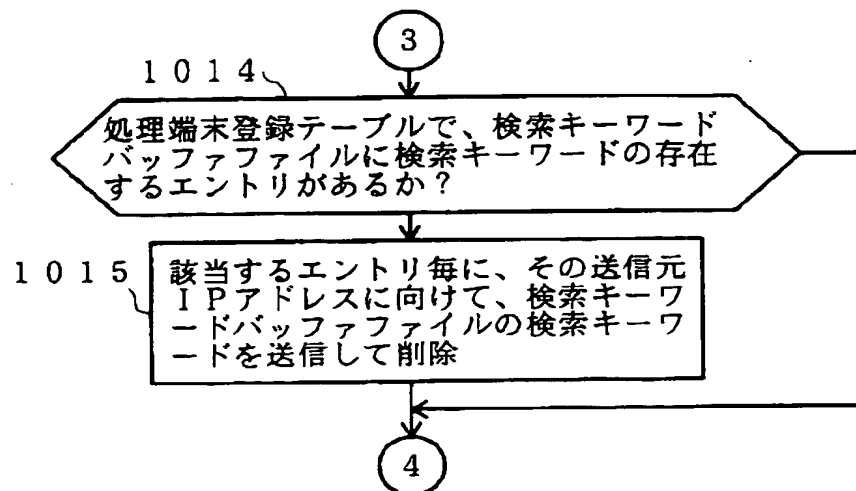 3
1014
処理端末登録テーブルで、検索キーワード
バッファファイルに検索キーワードの存在
するエントリがあるか？
1015
該当するエントリ毎に、その送信元
IPアドレスに向けて、検索キーワ
ードバッファファイルの検索キーワ
ードを送信して削除
4